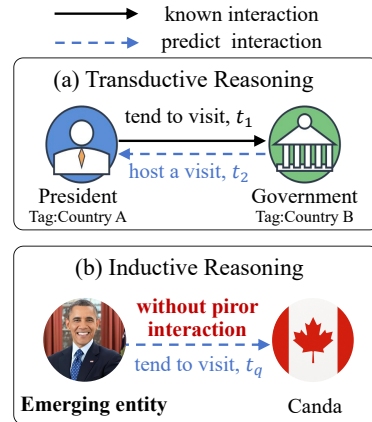 known interaction
predict interaction
(a) Transductive Reasoning
tend to visit, t₁
host a visit, t₂
President
Tag:Country A
Government
Tag:Country B
(b) Inductive Reasoning
without piror
interaction
tend to visit, t_q
Emerging entity
Canda